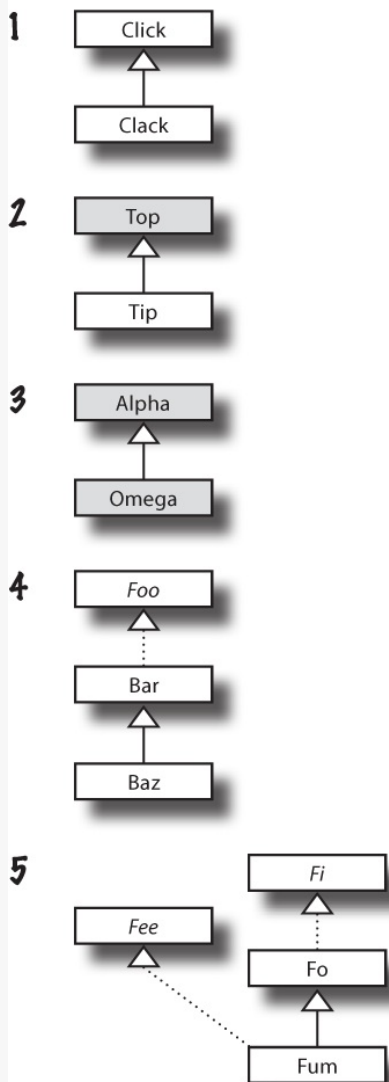 1
Click
Clack
2
Top
Tip
3
Alpha
Omega
4
Foo
Bar
Baz
5
Fi
Fee
Fo
Fum